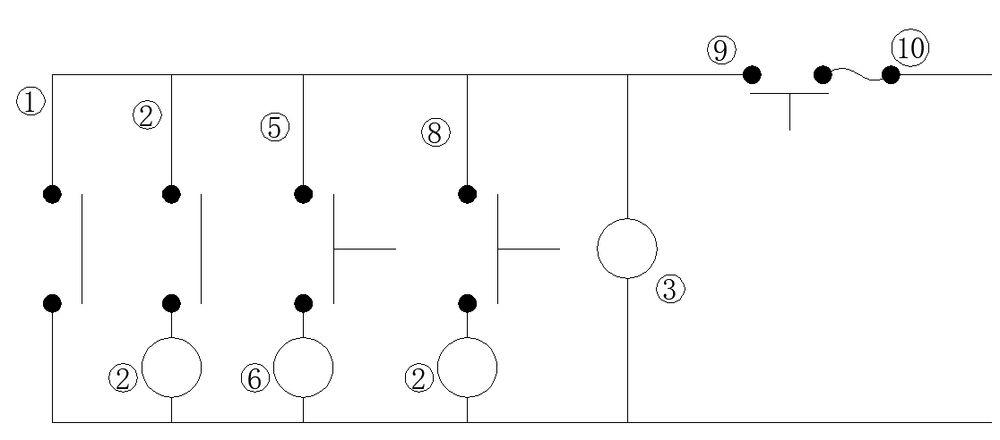 ⑨ ⑩
① ② ⑤ ⑧
③
② ⑥ ②